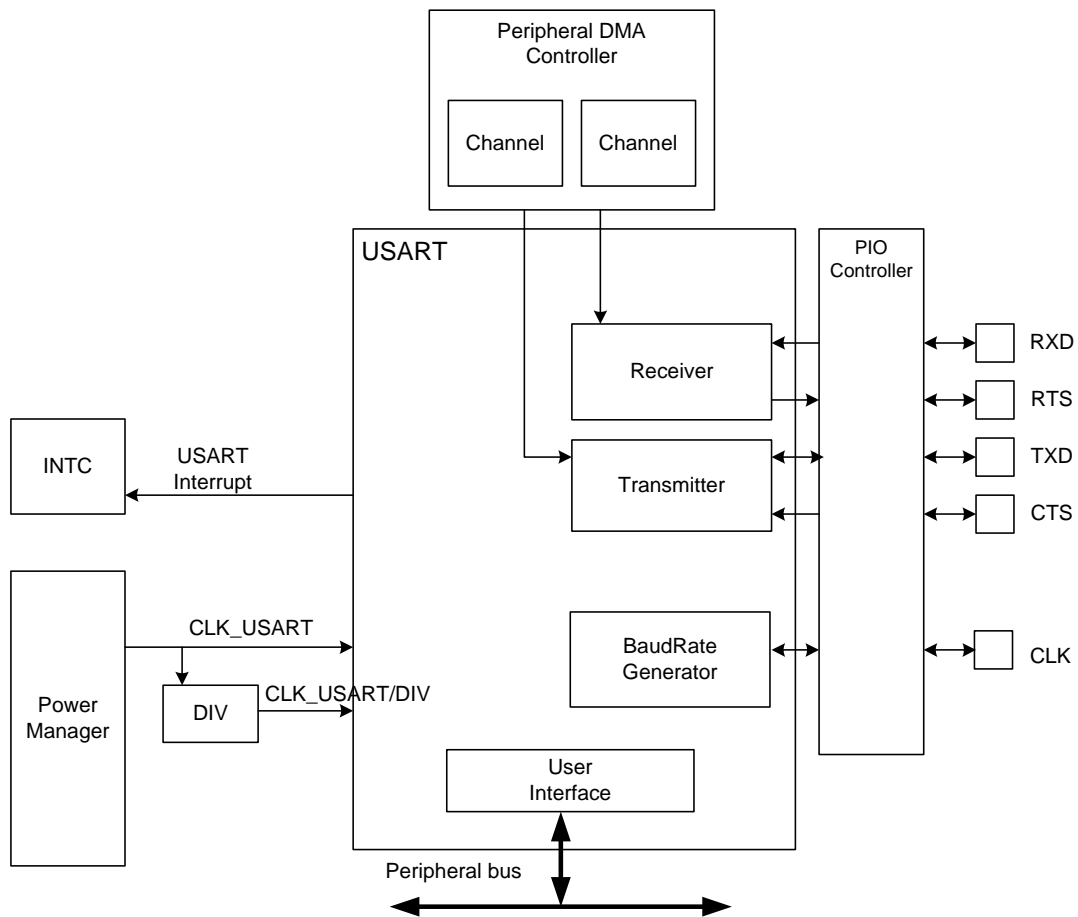 Peripheral DMA
Controller
Channel
Channel
USART
PIO
Controller
Receiver
RXD
RTS
INTC
USART
Interrupt
Transmitter
TXD
CTS
CLK_USART
BaudRate
Generator
CLK
Power
Manager
DIV
CLK_USART/DIV
User
Interface
Peripheral bus